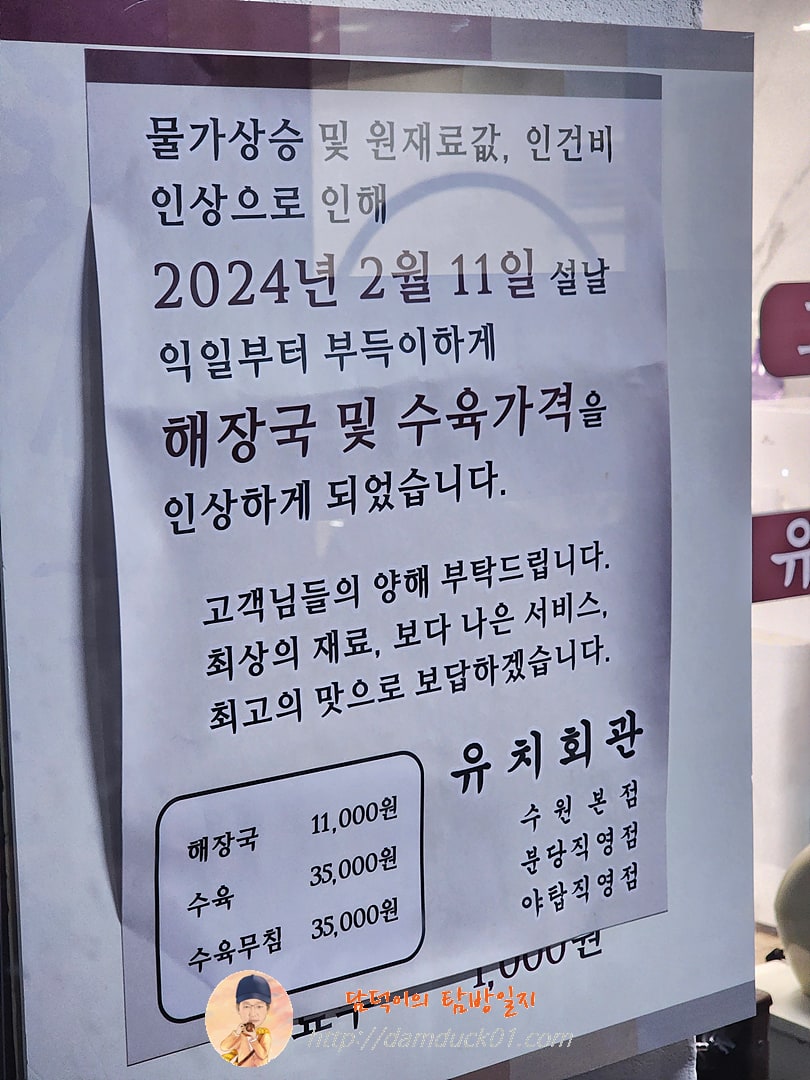 물가상승 및 원재료값, 인건비
인상으로 인해
2024년 2월 11일 설날
익일부터 부득이하게
해장국 및 수육가격을
인상하게 되었습니다.
고객님들의 양해 부탁드립니다.
최상의 재료, 보다 나은 서비스,
최고의 맛으로 보답하겠습니다.
유치회관
수원본점
분당직영점
야탑직영점
해장국 11,000원
수육 35,000원
수육무침 35,000원
1,000원
유
담덕이의 탐방일지
http://damduck01.com